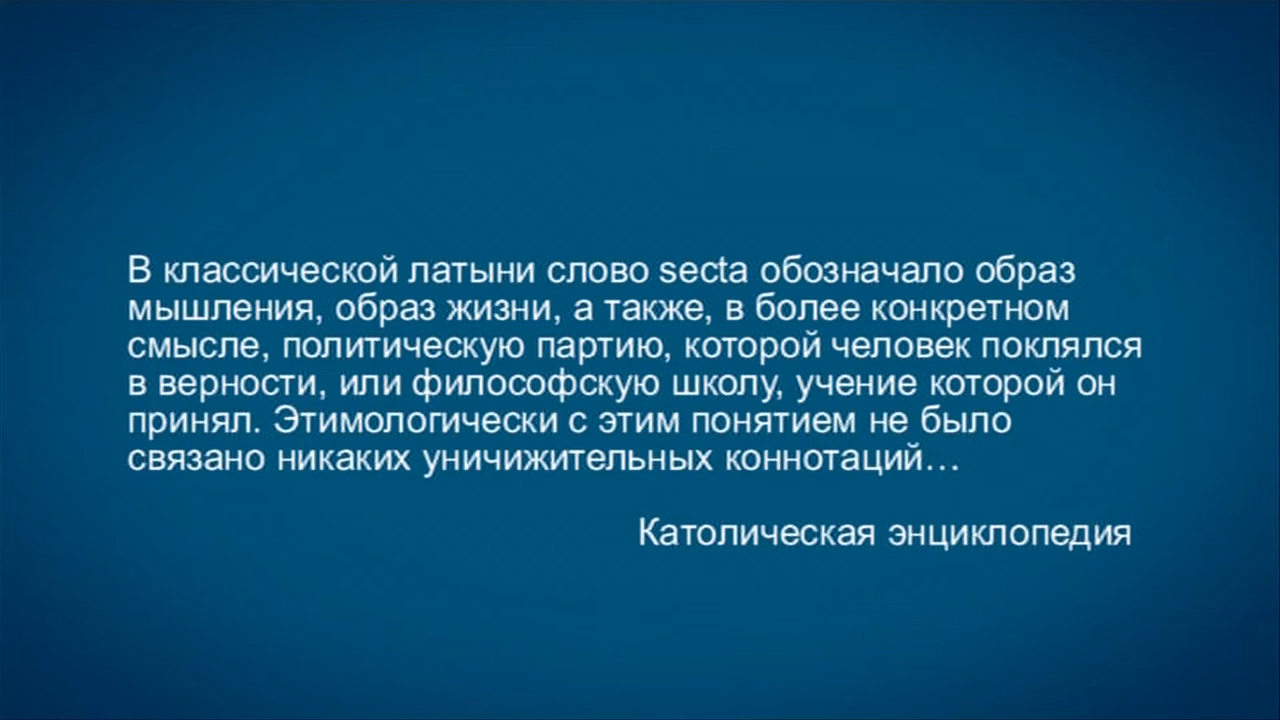 В классической латыни слово secta обозначало образ
мышления, образ жизни, а также, в более конкретном
смысле, политическую партию, которой человек поклялся
в верности, или философскую школу, учение которой он
принял. Этимологически с этим понятием не было
связано никаких уничижительных коннотаций…
Католическая энциклопедия